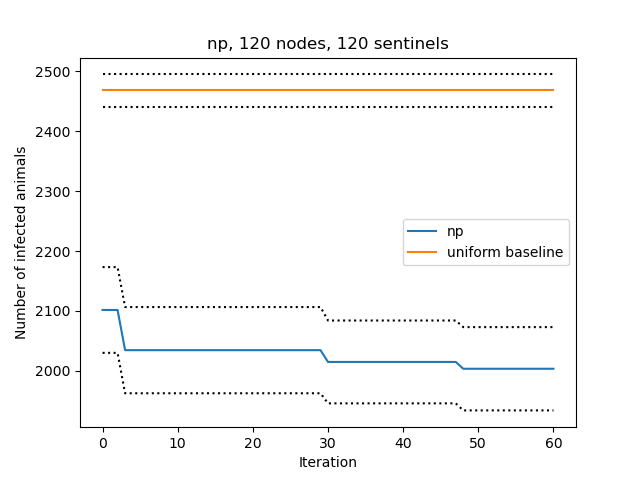 np, 120 nodes, 120 sentinels
Number of infected animals
2500
2400
2300
2200
2100
2000
np
uniform baseline
0 10 20 30 40 50 60
Iteration